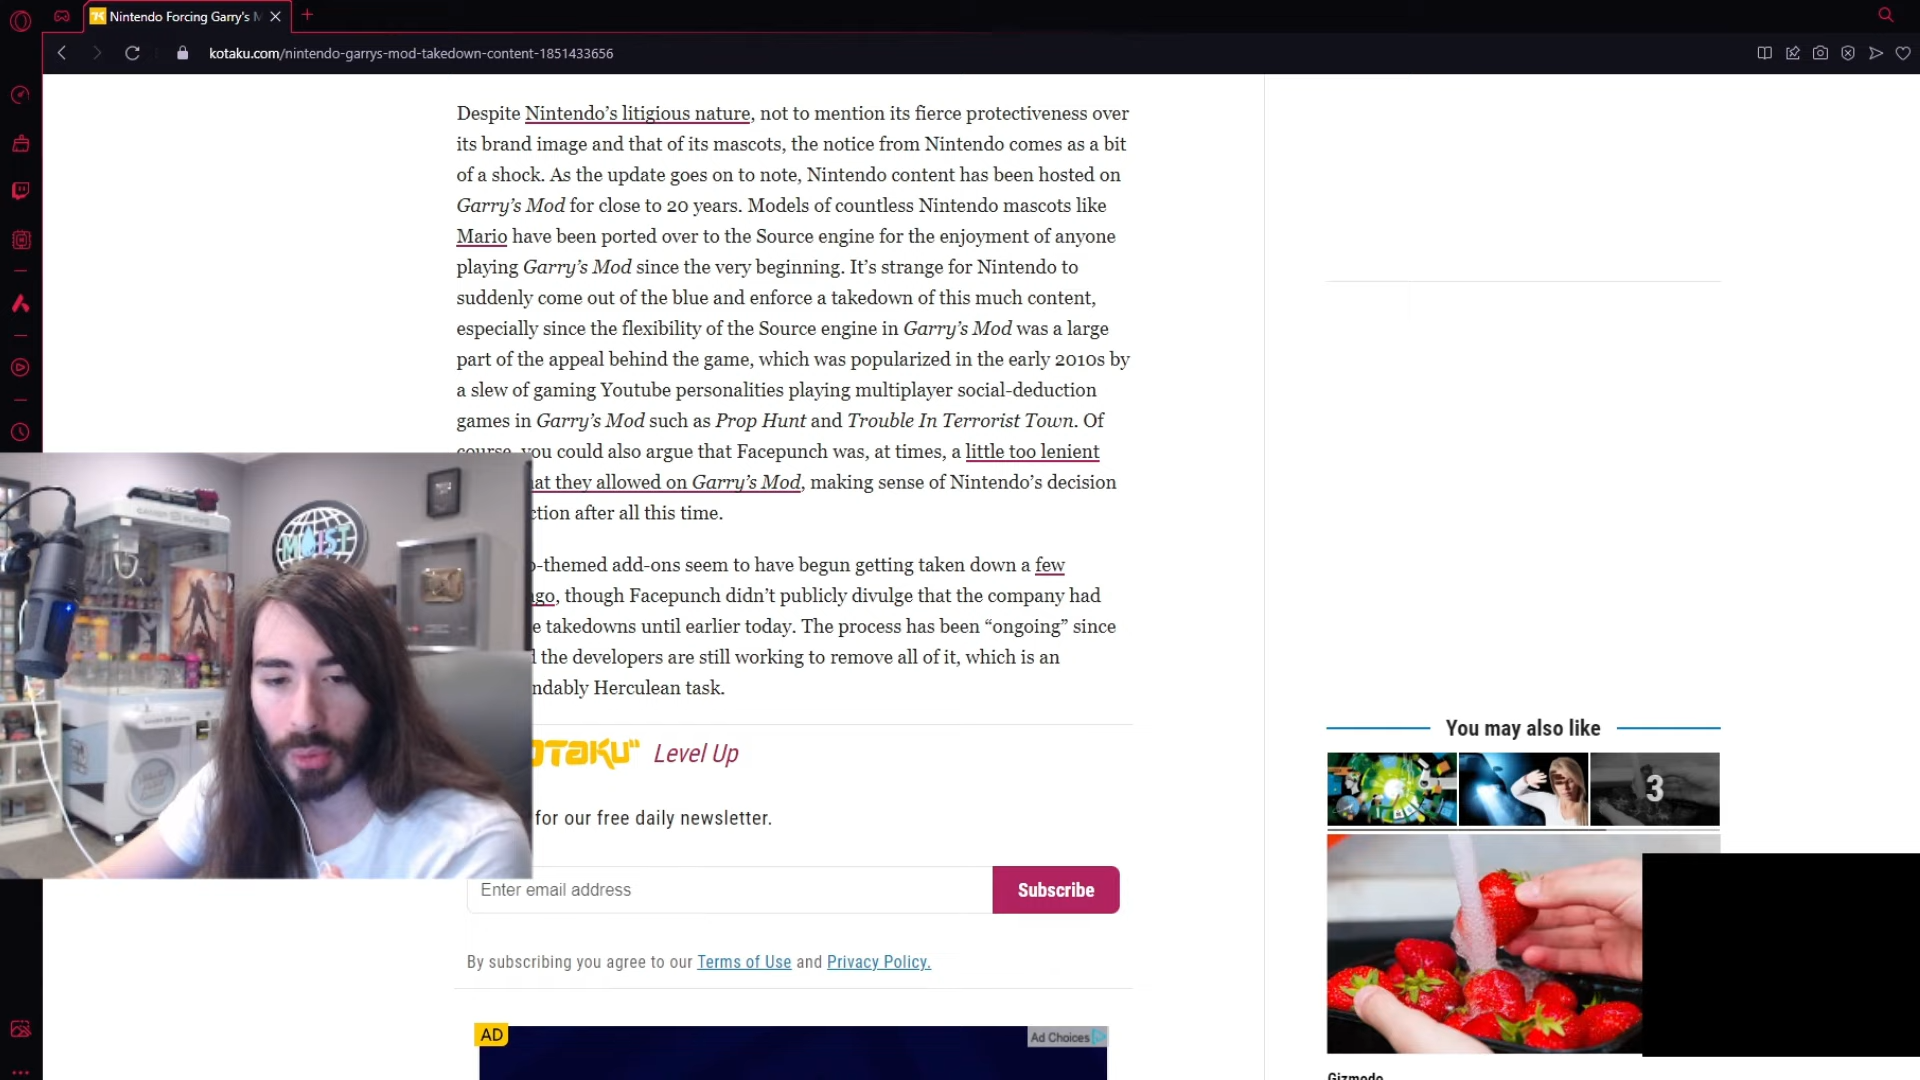 Nintendo Forcing Garry's M
kotaku.com/nintendo-garrys-mod-takedown-content-1851433656
Despite Nintendo's litigious nature, not to mention its fierce protectiveness over
its brand image and that of its mascots, the notice from Nintendo comes as a bit
of a shock. As the update goes on to note, Nintendo content has been hosted on
Garry's Mod for close to 20 years. Models of countless Nintendo mascots like
Mario have been ported over to the Source engine for the enjoyment of anyone
playing Garry's Mod since the very beginning. It's strange for Nintendo to
suddenly come out of the blue and enforce a takedown of this much content,
especially since the flexibility of the Source engine in Garry's Mod was a large
part of the appeal behind the game, which was popularized in the early 2010s by
a slew of gaming Youtube personalities playing multiplayer social-deduction
games in Garry's Mod such as Prop Hunt and Trouble In Terrorist Town. Of
course, you could also argue that Facepunch was, at times, a little too lenient
at they allowed on Garry's Mod, making sense of Nintendo's decision
ction after all this time.
o-themed add-ons seem to have begun getting taken down a few
ago, though Facepunch didn't publicly divulge that the company had
e takedowns until earlier today. The process has been “ongoing” since
d the developers are still working to remove all of it, which is an
ndably Herculean task.
MOIST
OTAKU Level Up
for our free daily newsletter.
Enter email address
Subscribe
By subscribing you agree to our Terms of Use and Privacy Policy.
AD
Ad Choices
You may also like
3
Gizmodo